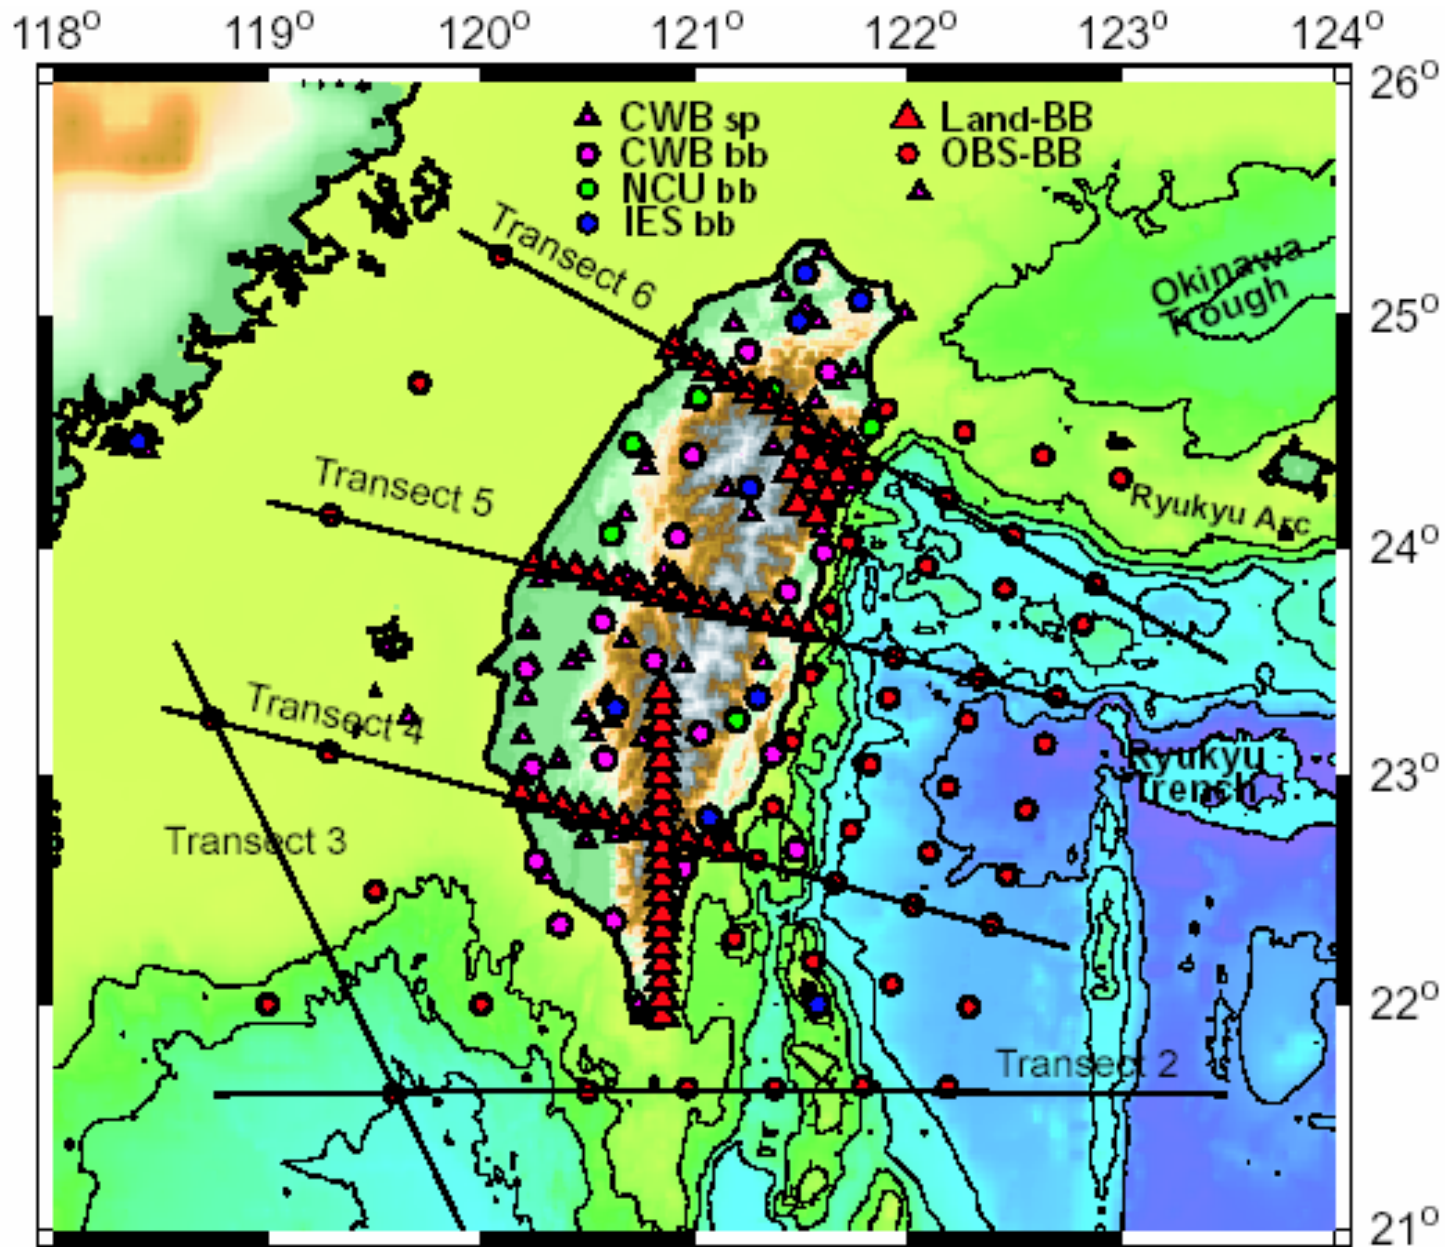 118° 119° 120° 121° 122° 123° 124°
26°
CWB sp
Land-BB
CWB bb
OBS-BB
NCU bb
IES bb
Transect 6
Okinawa
Trough
25°
Transect 5
Ryukyu Arc
24°
Transect 4
Ryukyu
Trench
23°
Transect 3
22°
Transect 2
21°